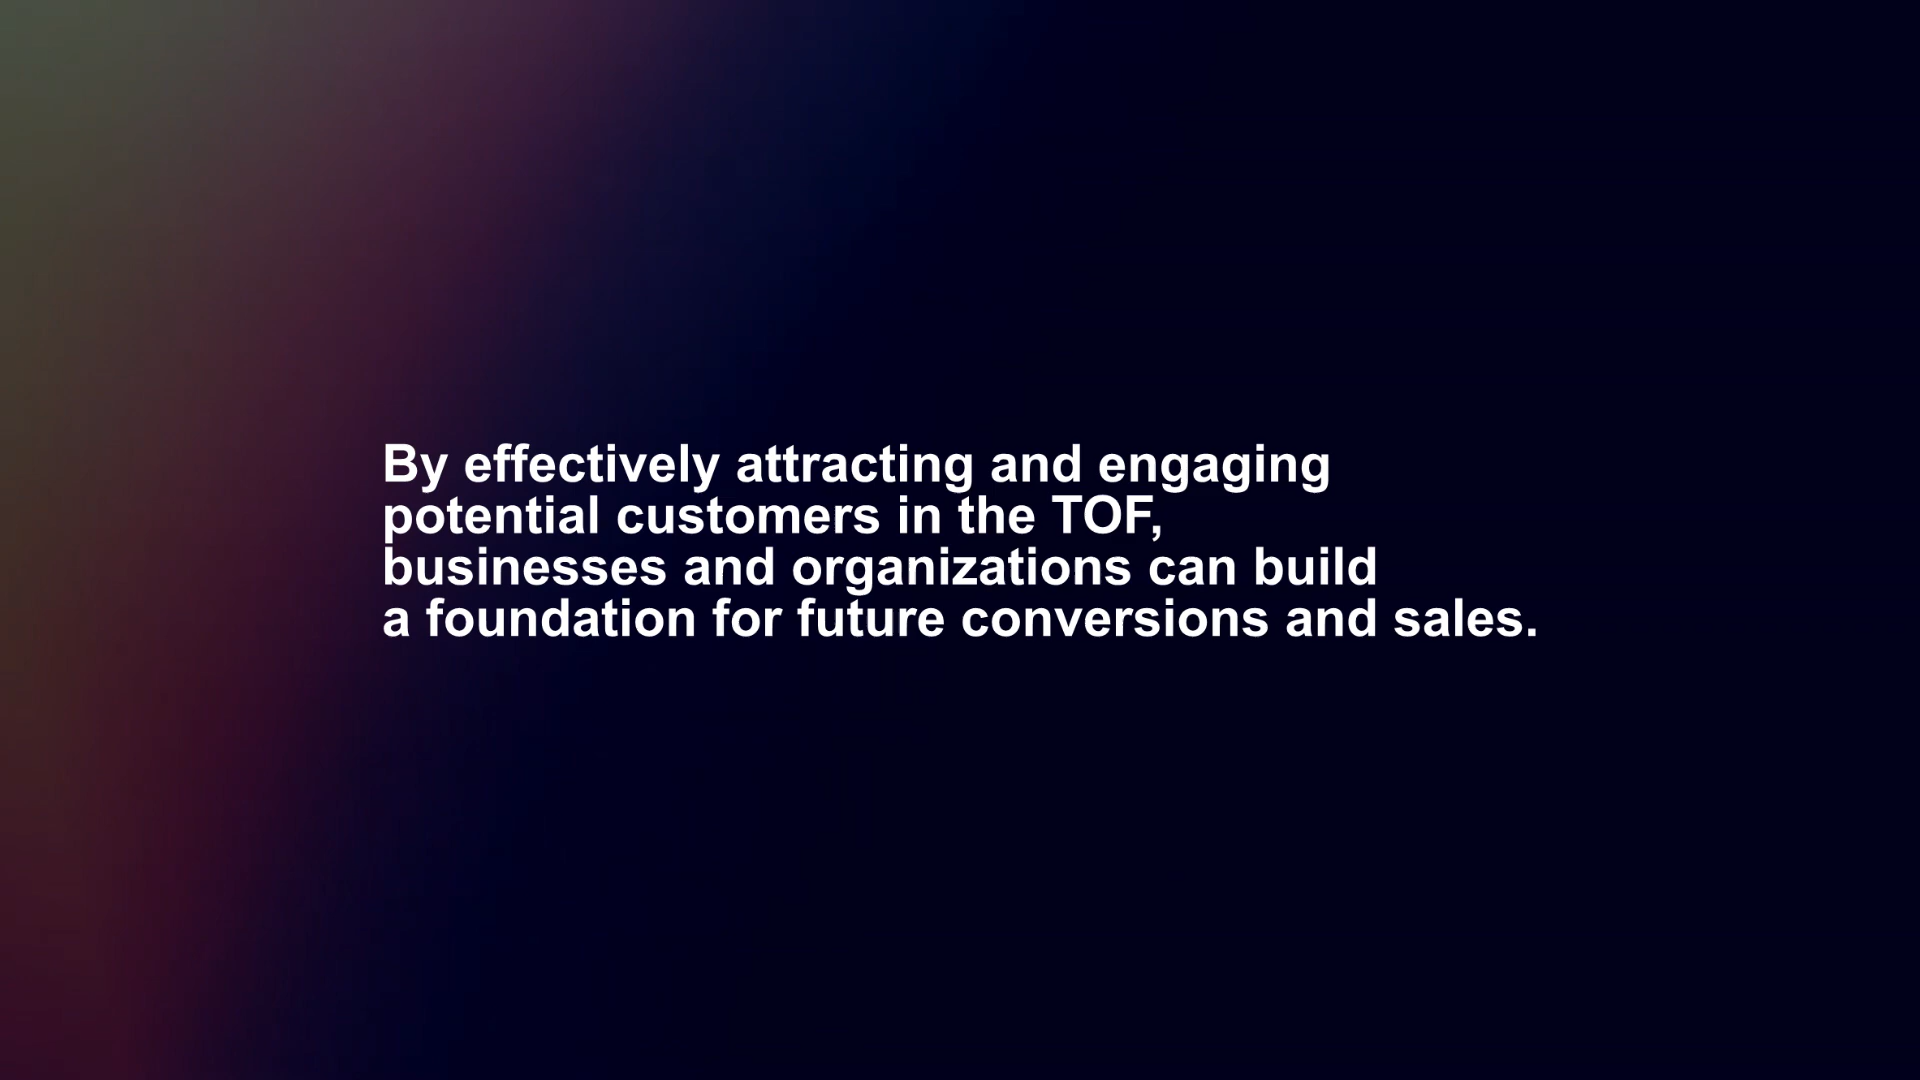 By effectively attracting and engaging
potential customers in the TOF,
businesses and organizations can build
a foundation for future conversions and sales.